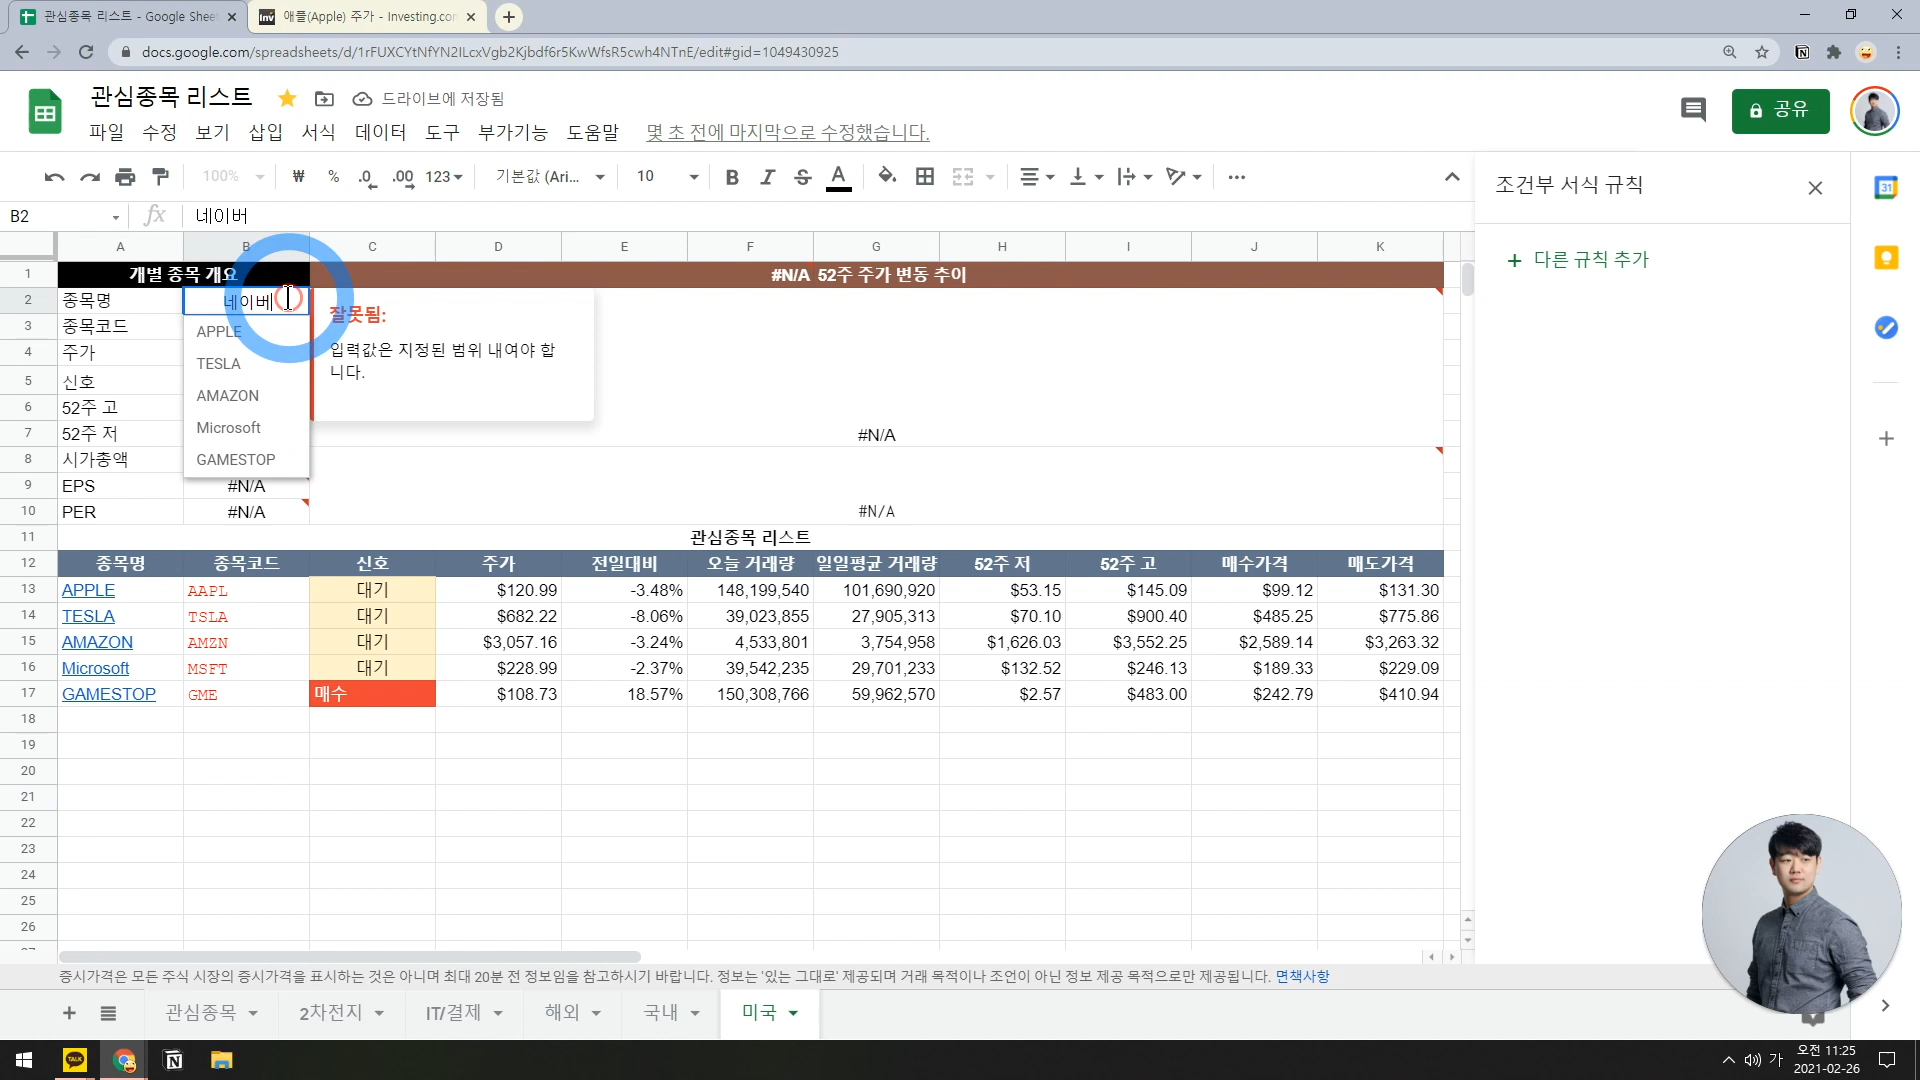 관심종목 리스트 - Google Sheet
애플(Apple) 주가 - Investing.con
docs.google.com/spreadsheets/d/1rFUXCYtNfYN2ILcxVgb2Kjbdf6r5KwWfsR5cwh4NTnE/edit#gid=1049430925
관심종목 리스트
드라이브에 저장됨
파일 수정 보기 삽입 서식 데이터 도구 부가기능 도움말 몇 초 전에 마지막으로 수정했습니다.
공유
100% ₩ % .0 .00 123 기본값 (Ari... 10 B I S A
조건부 서식 규칙
다른 규칙 추가
31
B2 fx 네이버
A B C D E F G H I J K
1 개별 종목 개요 #N/A 52주 주가 변동 추이
2 종목명 네이버
3 종목코드
4 주가
5 신호
6 52주 고
7 52주 저 #N/A
8 시가총액
9 EPS #N/A
10 PER #N/A #N/A
APPLE
TESLA
AMAZON
Microsoft
GAMESTOP
잘못됨:
입력값은 지정된 범위 내여야 합
니다.
11 관심종목 리스트
12 종목명 종목코드 신호 주가 전일대비 오늘 거래량 일일평균 거래량 52주 저 52주 고 매수가격 매도가격
13 APPLE AAPL 대기 $120.99 -3.48% 148,199,540 101,690,920 $53.15 $145.09 $99.12 $131.30
14 TESLA TSLA 대기 $682.22 -8.06% 39,023,855 27,905,313 $70.10 $900.40 $485.25 $775.86
15 AMAZON AMZN 대기 $3,057.16 -3.24% 4,533,801 3,754,958 $1,626.03 $3,552.25 $2,589.14 $3,263.32
16 Microsoft MSFT 대기 $228.99 -2.37% 39,542,235 29,701,233 $132.52 $246.13 $189.33 $229.09
17 GAMESTOP GME 매수 $108.73 18.57% 150,308,766 59,962,570 $2.57 $483.00 $242.79 $410.94
18
19
20
21
22
23
24
25
26
증시가격은 모든 주식 시장의 증시가격을 표시하는 것은 아니며 최대 20분 전 정보임을 참고하시기 바랍니다. 정보는 '있는 그대로' 제공되며 거래 목적이나 조언이 아닌 정보 제공 목적으로만 제공됩니다. 면책사항
관심종목 2차전지 IT/결제 해외 국내 미국
TALK
가
오전 11:25
2021-02-26